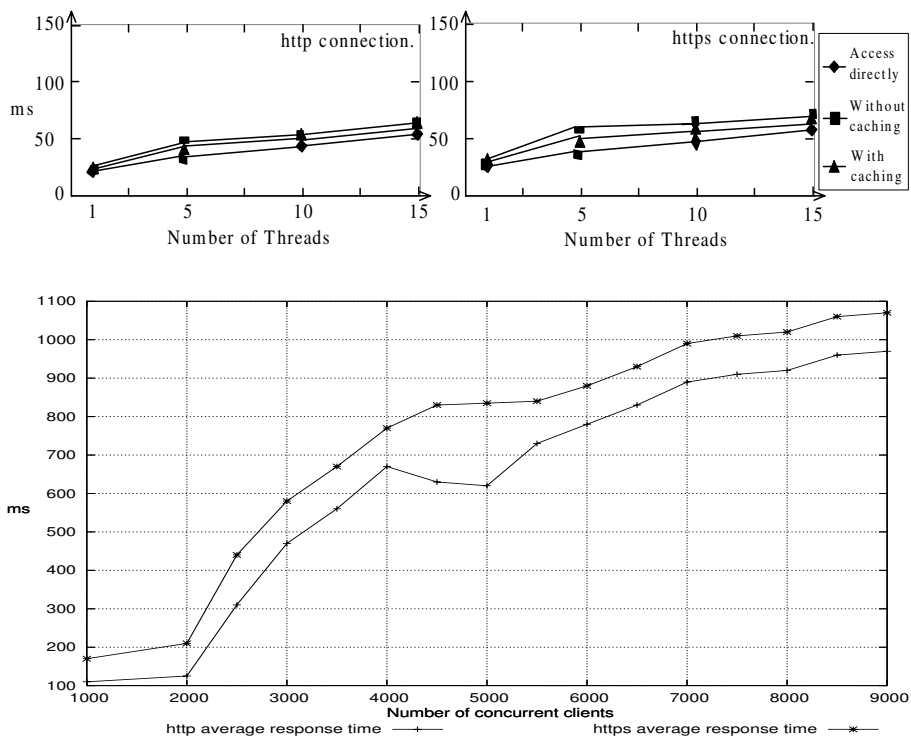 150
http connection.
100
ms
50
0
1 5 10 15
Number of Threads
150
https connection.
100
50
0
1 5 10 15
Number of Threads
Access
directly
Without
caching
With
caching
1100
1000
900
800
700
600
ms
500
400
300
200
100
1000 2000 3000 4000 5000 6000 7000 8000 9000
Number of concurrent clients
http average response time
https average response time